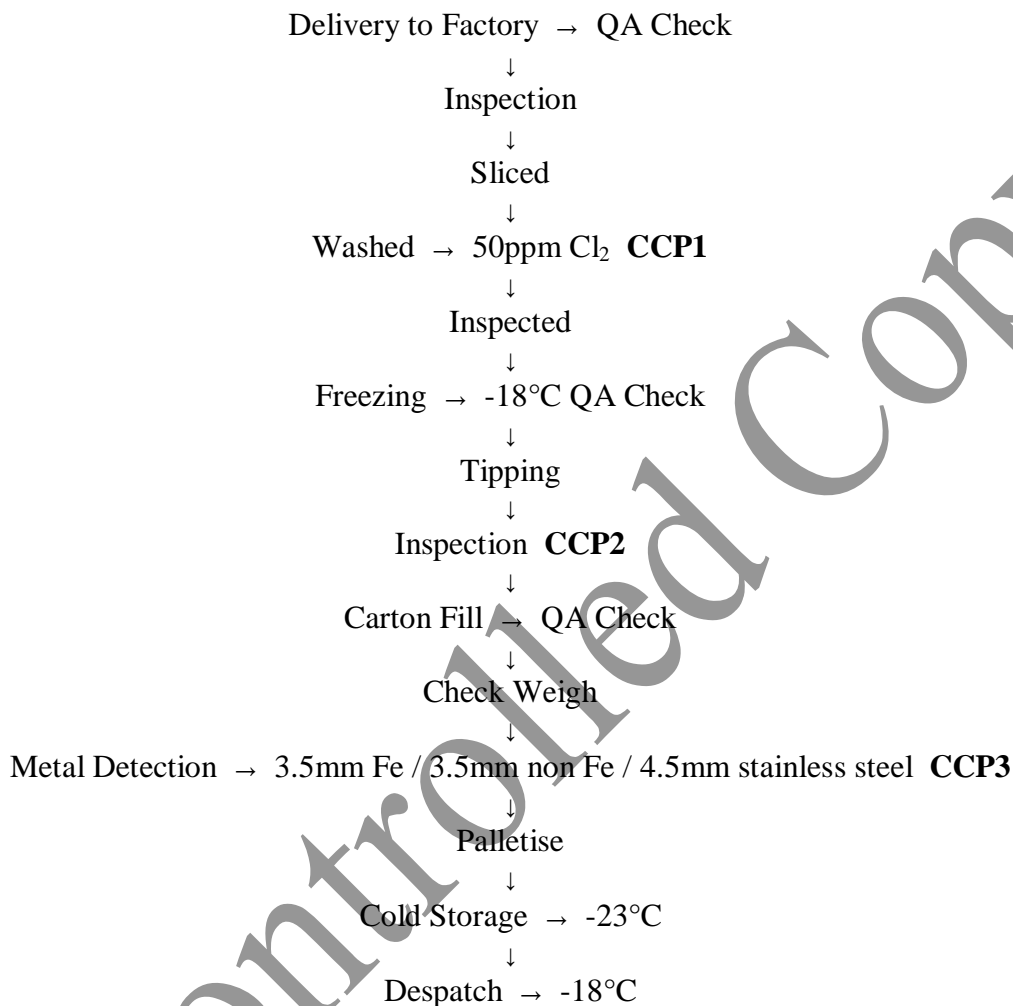 Delivery to Factory → QA Check
↓
Inspection
↓
Sliced
↓
Washed → 50ppm Cl₂ CCP1
↓
Inspected
↓
Freezing → -18°C QA Check
↓
Tipping
↓
Inspection CCP2
↓
Carton Fill → QA Check
↓
Check Weigh
↓
Metal Detection → 3.5mm Fe / 3.5mm non Fe / 4.5mm stainless steel CCP3
↓
Palletise
↓
Cold Storage → -23°C
↓
Despatch → -18°C
ontrolled Cop